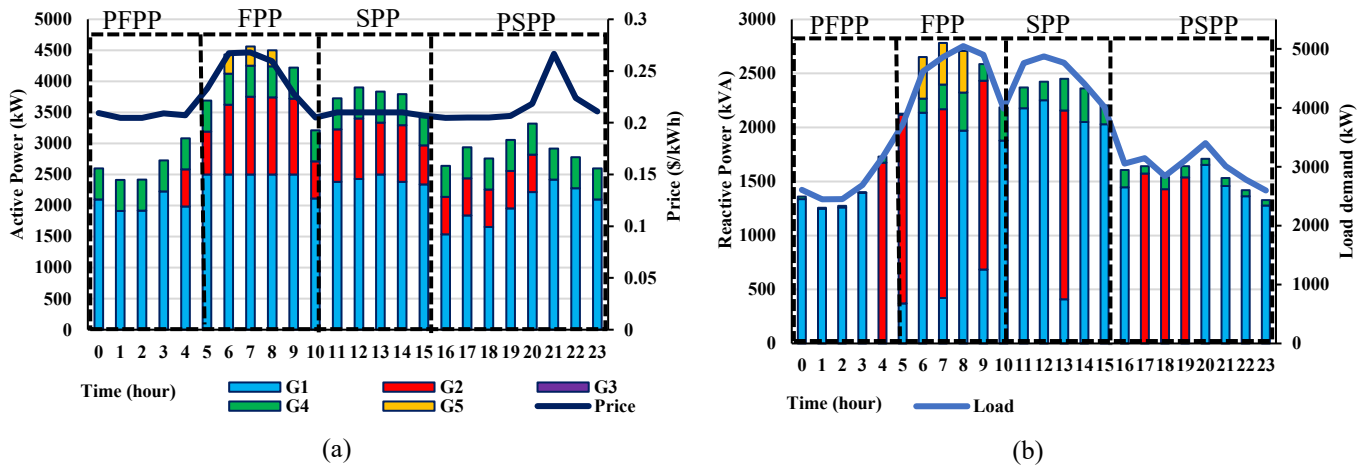 PFPP FPP SPP PSPP
5000 0.3
4500
4000 0.25
3500
3000 0.2
2500 0.15
2000
1500 0.1
1000
500 0.05
0 0
Active Power (kW)
Price ($/kWh)
0 1 2 3 4 5 6 7 8 9 10 11 12 13 14 15 16 17 18 19 20 21 22 23
Time (hour) G1 G2 G3
G4 G5 Price
(a)
PFPP FPP SPP PSPP
3000
2500 5000
2000 4000
1500 3000
1000 2000
500 1000
0 0
Reactive Power (kVA)
Load demand (kW)
0 1 2 3 4 5 6 7 8 9 10 11 12 13 14 15 16 17 18 19 20 21 22 23
Time (hour) Load
(b)